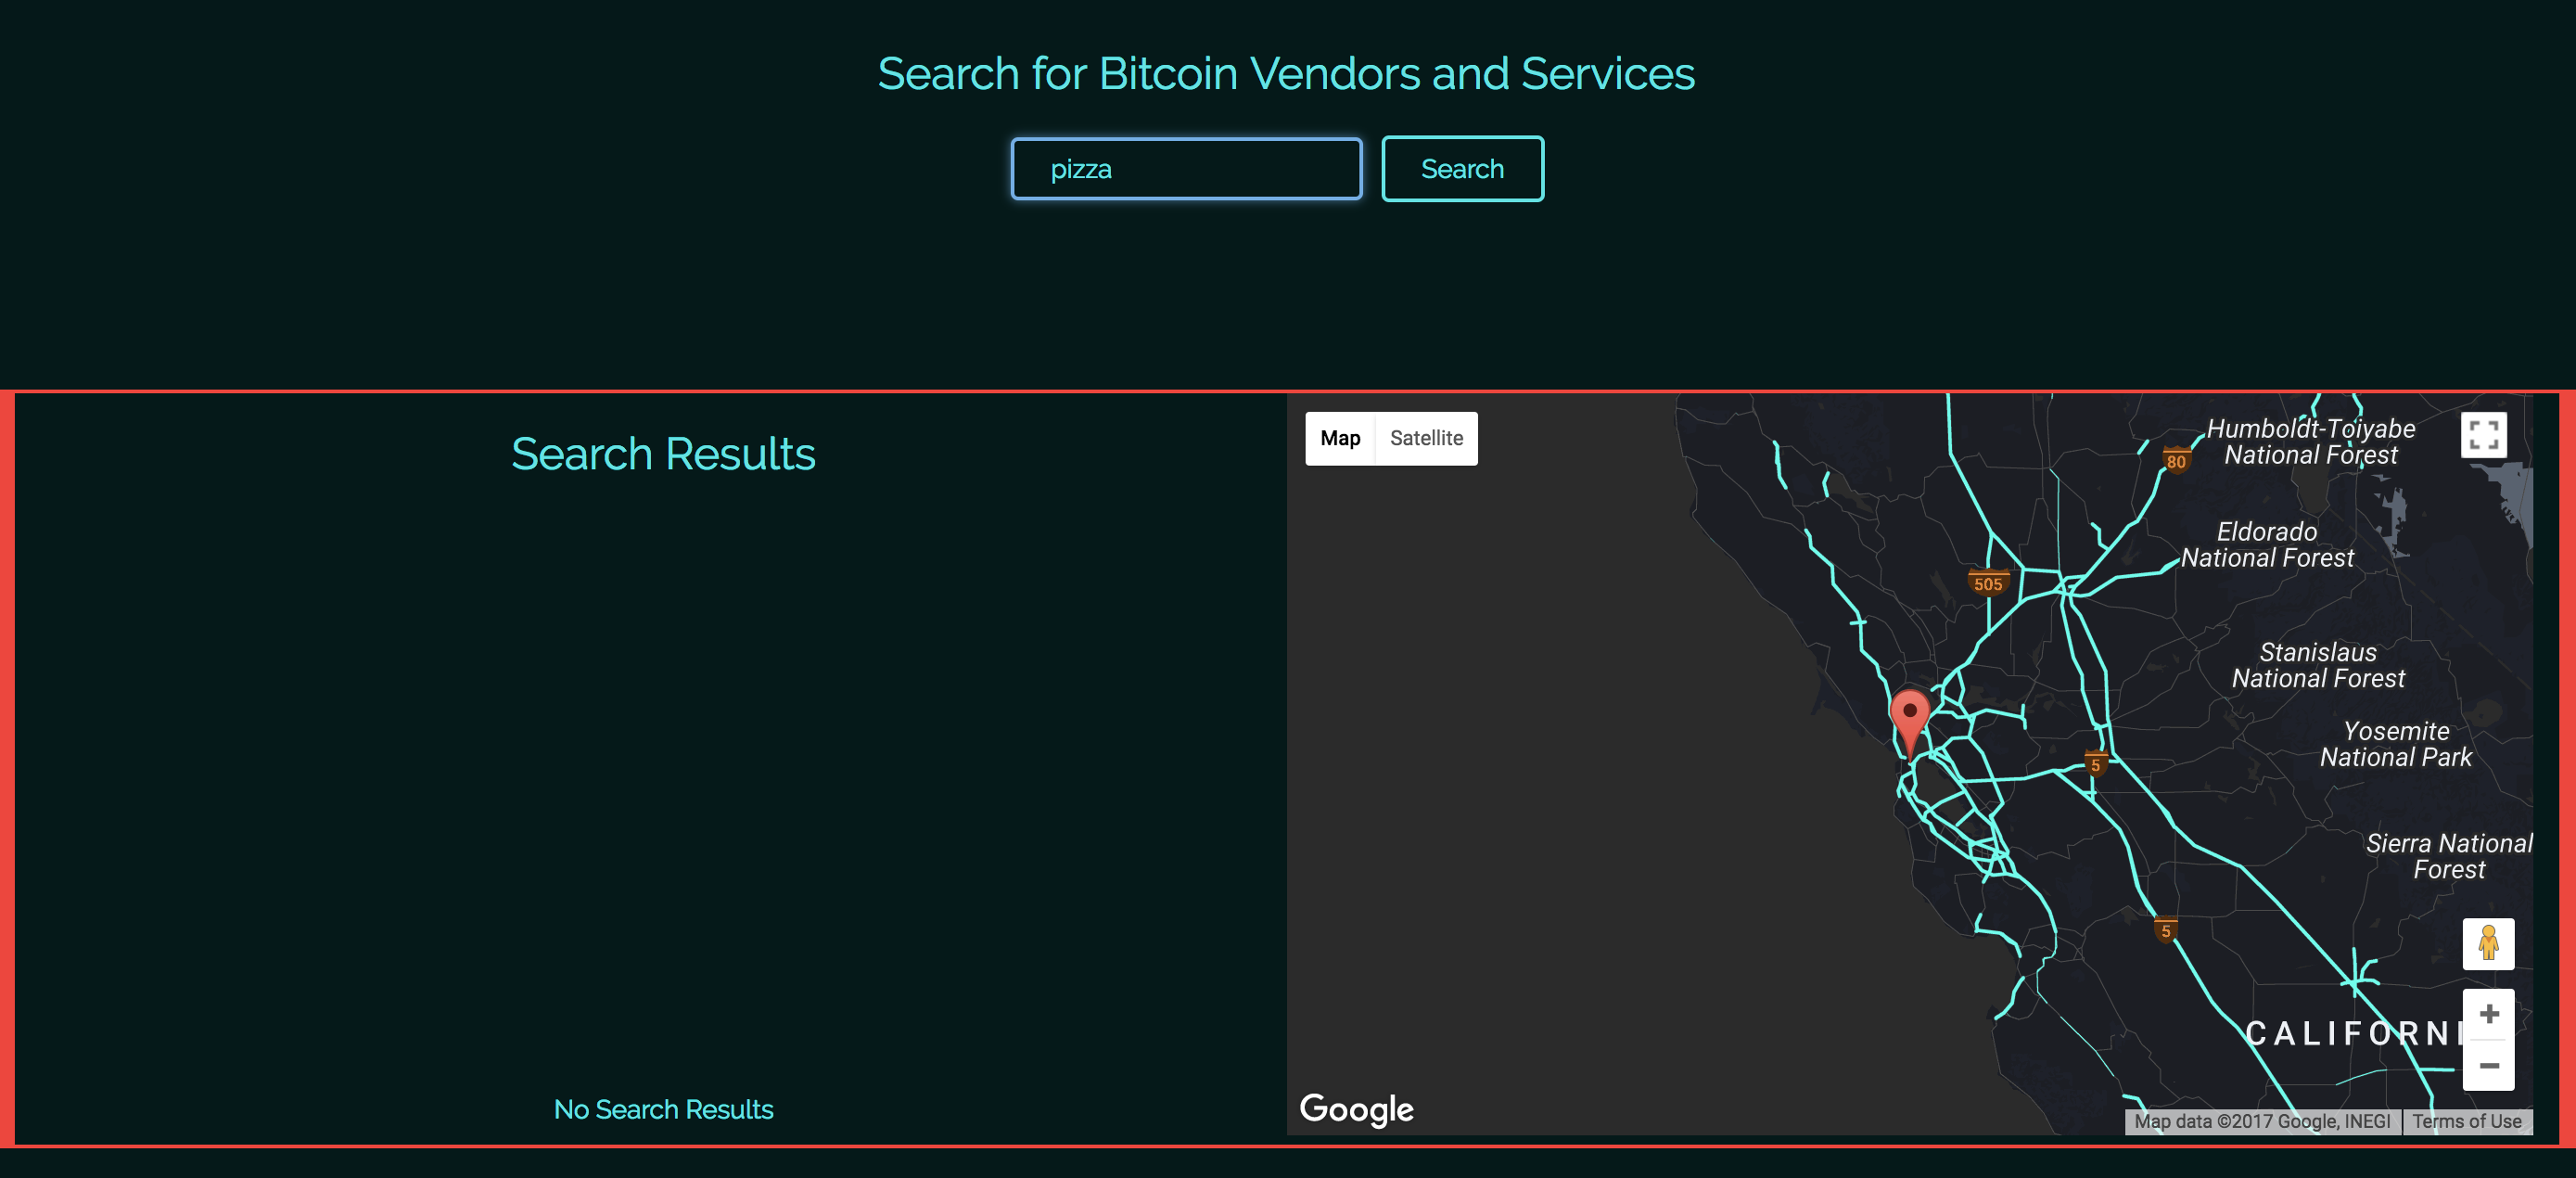 Search for Bitcoin Vendors and Services
pizza
Search
Search Results
No Search Results
Map Satellite
Humboldt-Toiyabe
National Forest
80
Eldorado
National Forest
505
Stanislaus
National Forest
Yosemite
National Park
5
Sierra National
Forest
5
CALIFORNI
Google
Map data ©2017 Google, INEGI
Terms of Use